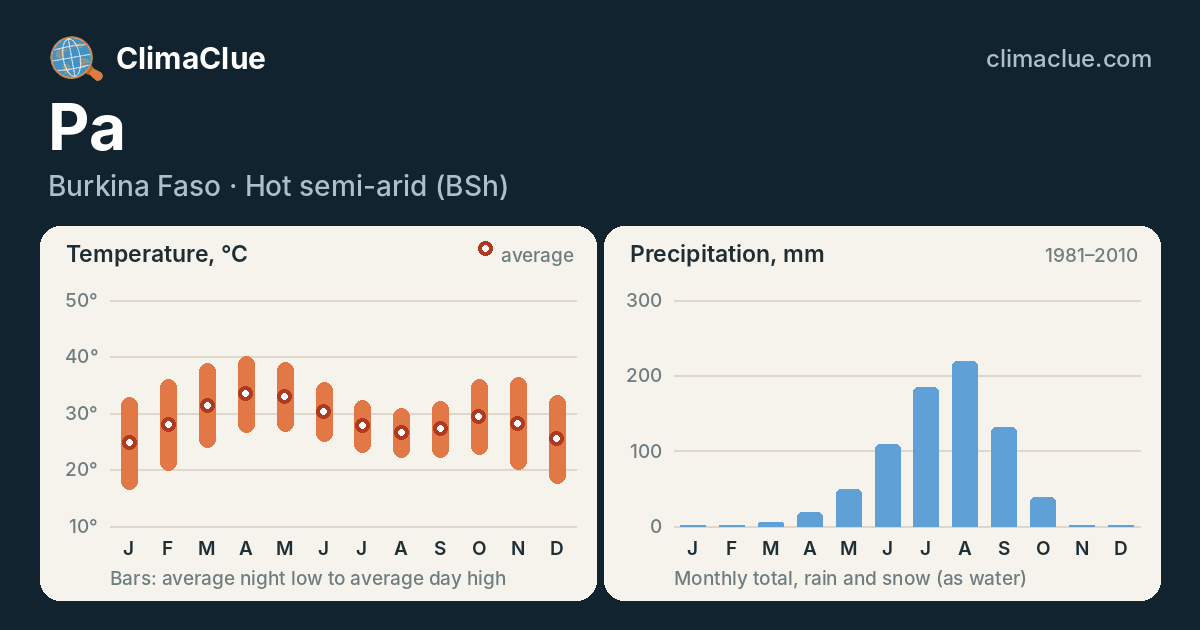 ClimaClue
climaclue.com
Pa
Burkina Faso · Hot semi-arid (BSh)
Temperature, °C
average
50°
40°
30°
20°
10°
J F M A M J J A S O N D
Bars: average night low to average day high
Precipitation, mm
1981–2010
300
200
100
0
J F M A M J J A S O N D
Monthly total, rain and snow (as water)